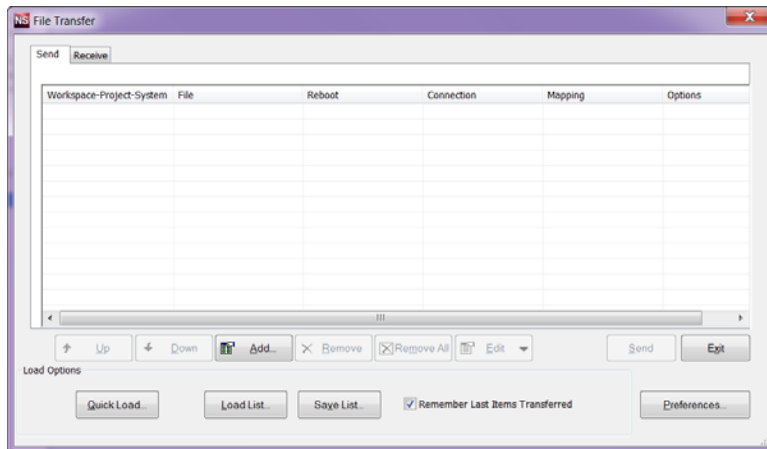 NS File Transfer
Send Receive
Workspace-Project-System File Reboot Connection Mapping Options
Up Down Add... Remove Remove All Edit Send Exit
Load Options
Quick Load... Load List... Save List... Remember Last Items Transferred Preferences...